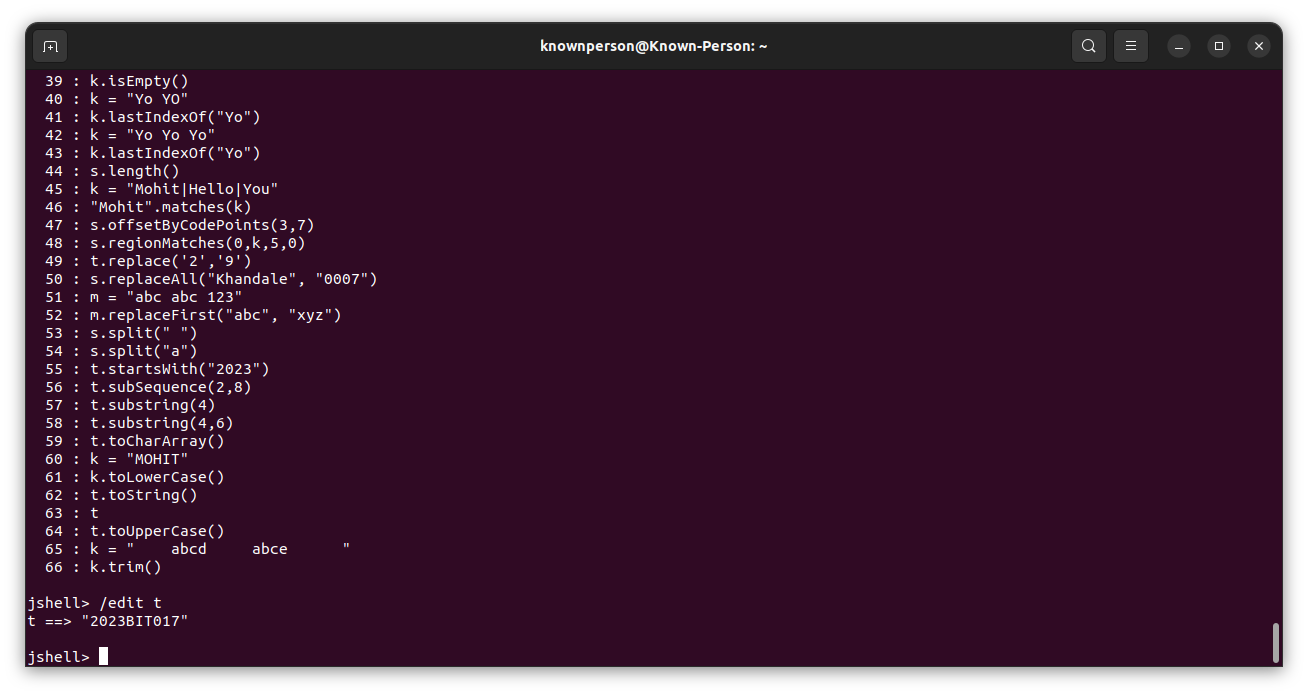 knownperson@Known-Person: ~
39 : k.isEmpty()
40 : k = "Yo YO"
41 : k.lastIndexOf("Yo")
42 : k = "Yo Yo Yo"
43 : k.lastIndexOf("Yo")
44 : s.length()
45 : k = "Mohit|Hello|You"
46 : "Mohit".matches(k)
47 : s.offsetByCodePoints(3,7)
48 : s.regionMatches(0,k,5,0)
49 : t.replace('2','9')
50 : s.replaceAll("Khandale", "0007")
51 : m = "abc abc 123"
52 : m.replaceFirst("abc", "xyz")
53 : s.split(" ")
54 : s.split("a")
55 : t.startsWith("2023")
56 : t.subSequence(2,8)
57 : t.substring(4)
58 : t.substring(4,6)
59 : t.toCharArray()
60 : k = "MOHIT"
61 : k.toLowerCase()
62 : t.toString()
63 : t
64 : t.toUpperCase()
65 : k = "    abcd     abce      "
66 : k.trim()
jshell> /edit t
t ==> "2023BIT017"
jshell>